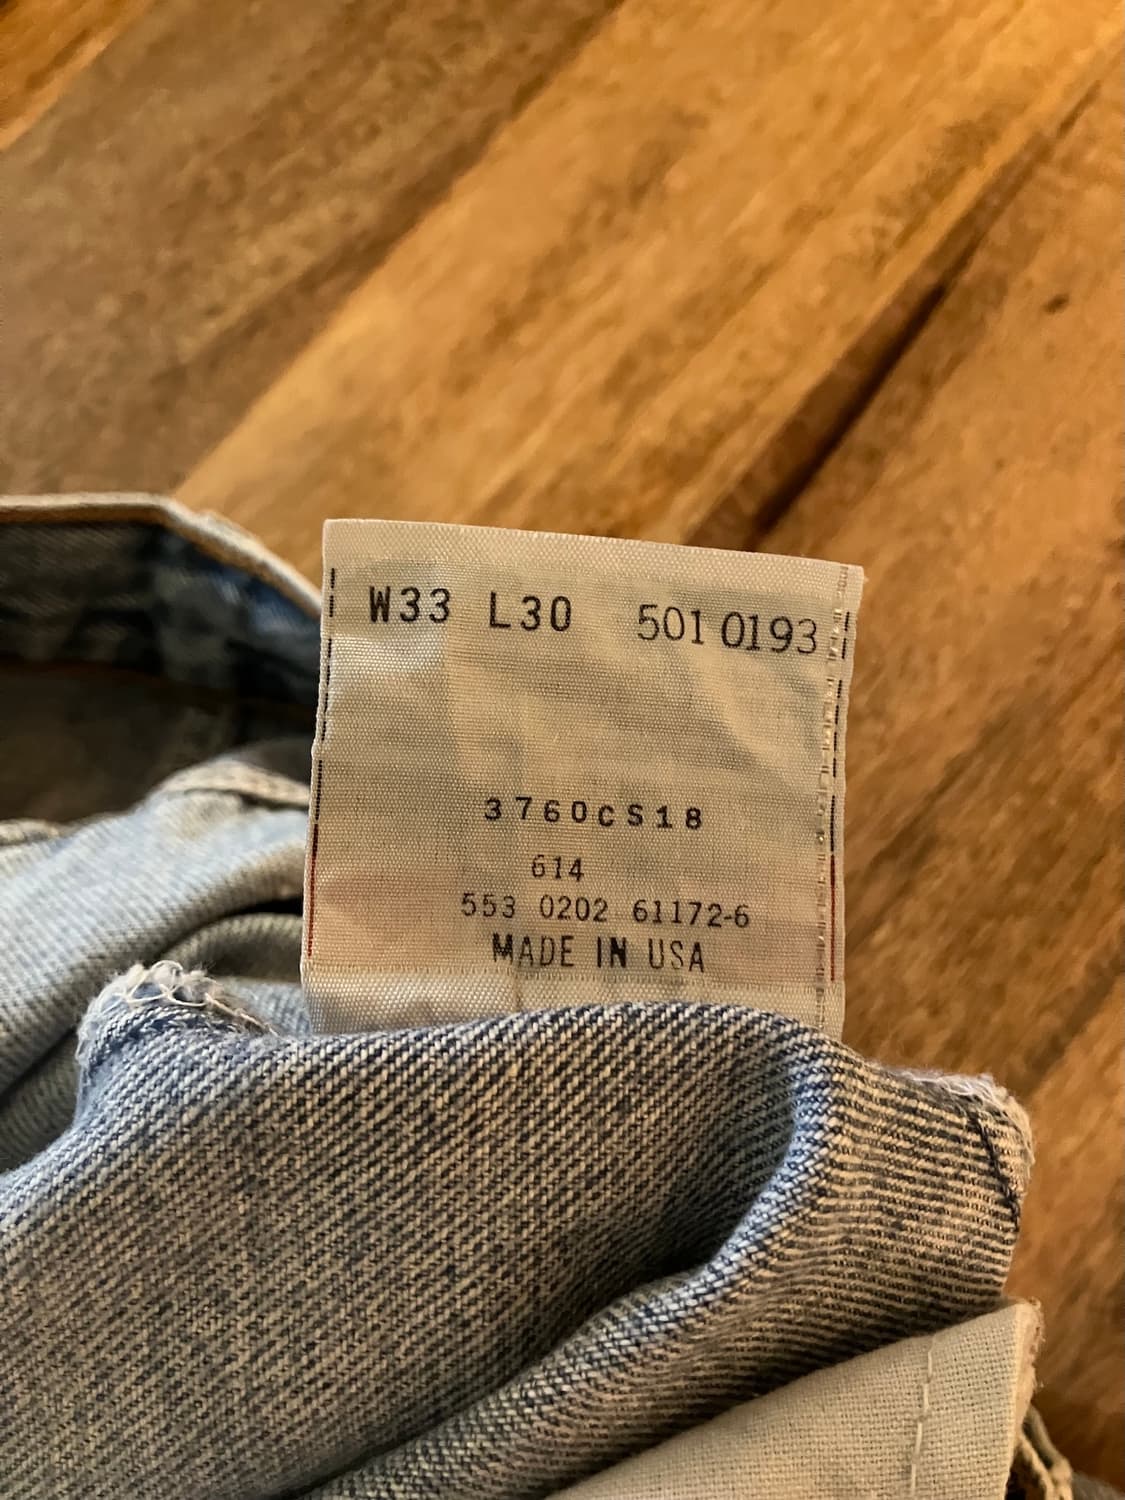 W33 L30 501 0193
3760CS18
614
553 0202 61172-6
MADE IN USA